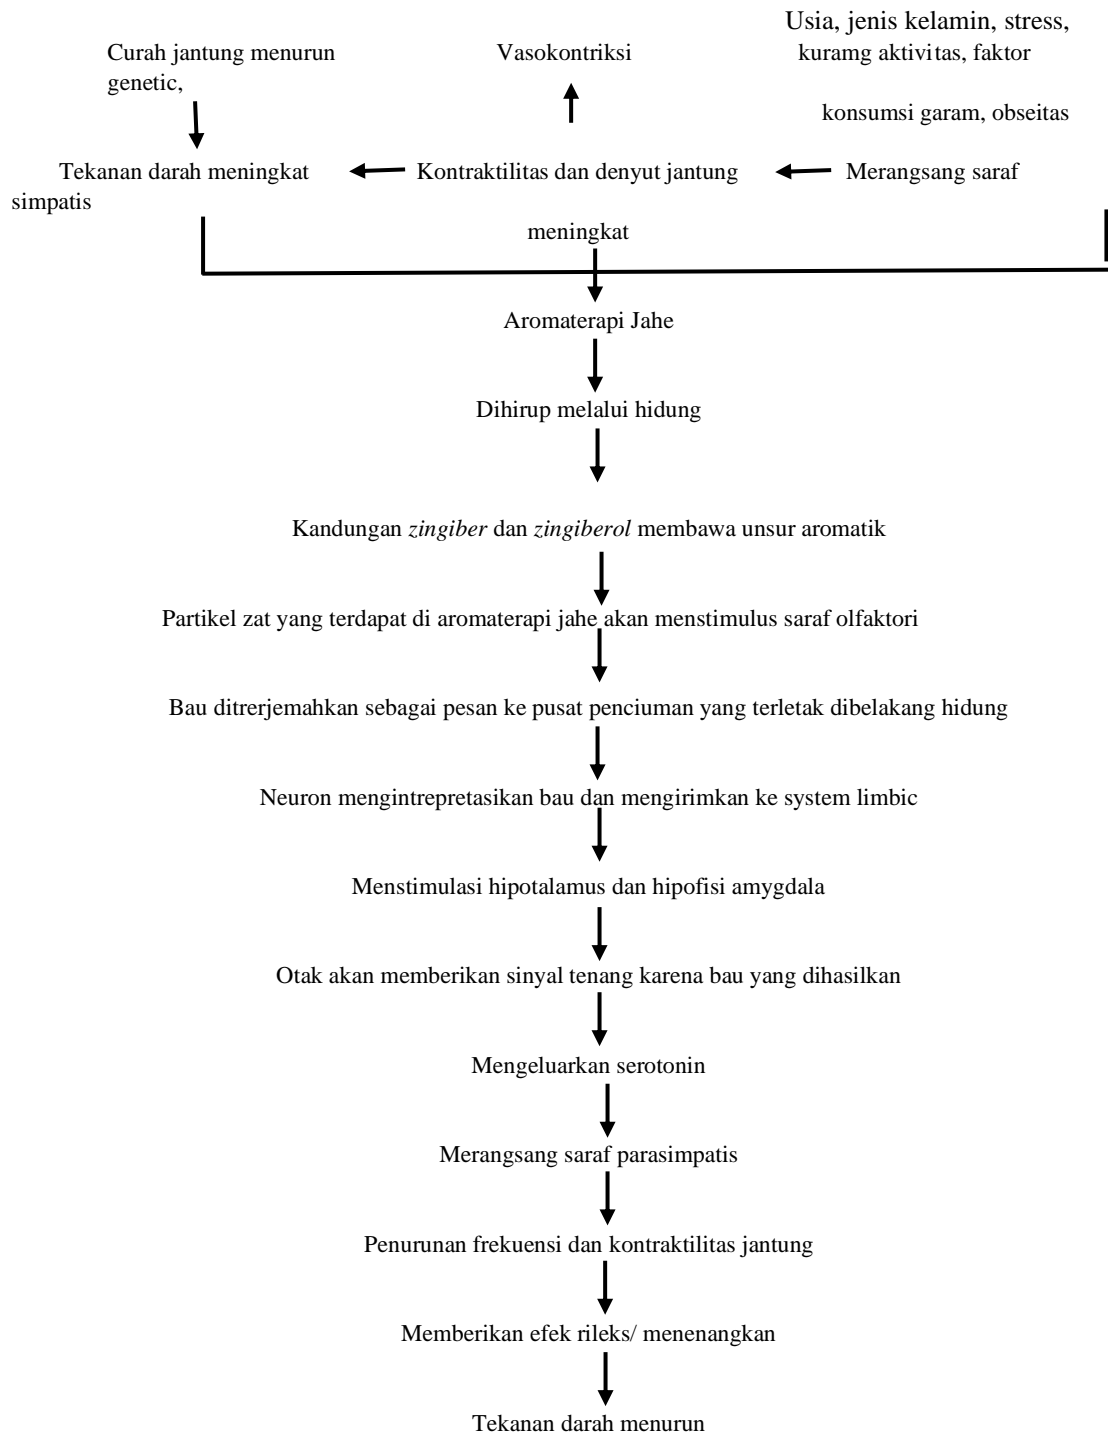 Usia, jenis kelamin, stress,
Curah jantung menurun Vasokontriksi kuramg aktivitas, faktor
genetic,
konsumsi garam, obseitas
Tekanan darah meningkat Kontraktilitas dan denyut jantung Merangsang saraf
simpatis
meningkat
Aromaterapi Jahe
Dihirup melalui hidung
Kandungan zingiber dan zingiberol membawa unsur aromatik
Partikel zat yang terdapat di aromaterapi jahe akan menstimulus saraf olfaktori
Bau ditrerjemahkan sebagai pesan ke pusat penciuman yang terletak dibelakang hidung
Neuron mengintrepretasikan bau dan mengirimkan ke system limbic
Menstimulasi hipotalamus dan hipofisi amygdala
Otak akan memberikan sinyal tenang karena bau yang dihasilkan
Mengeluarkan serotonin
Merangsang saraf parasimpatis
Penurunan frekuensi dan kontraktilitas jantung
Memberikan efek rileks/ menenangkan
Tekanan darah menurun